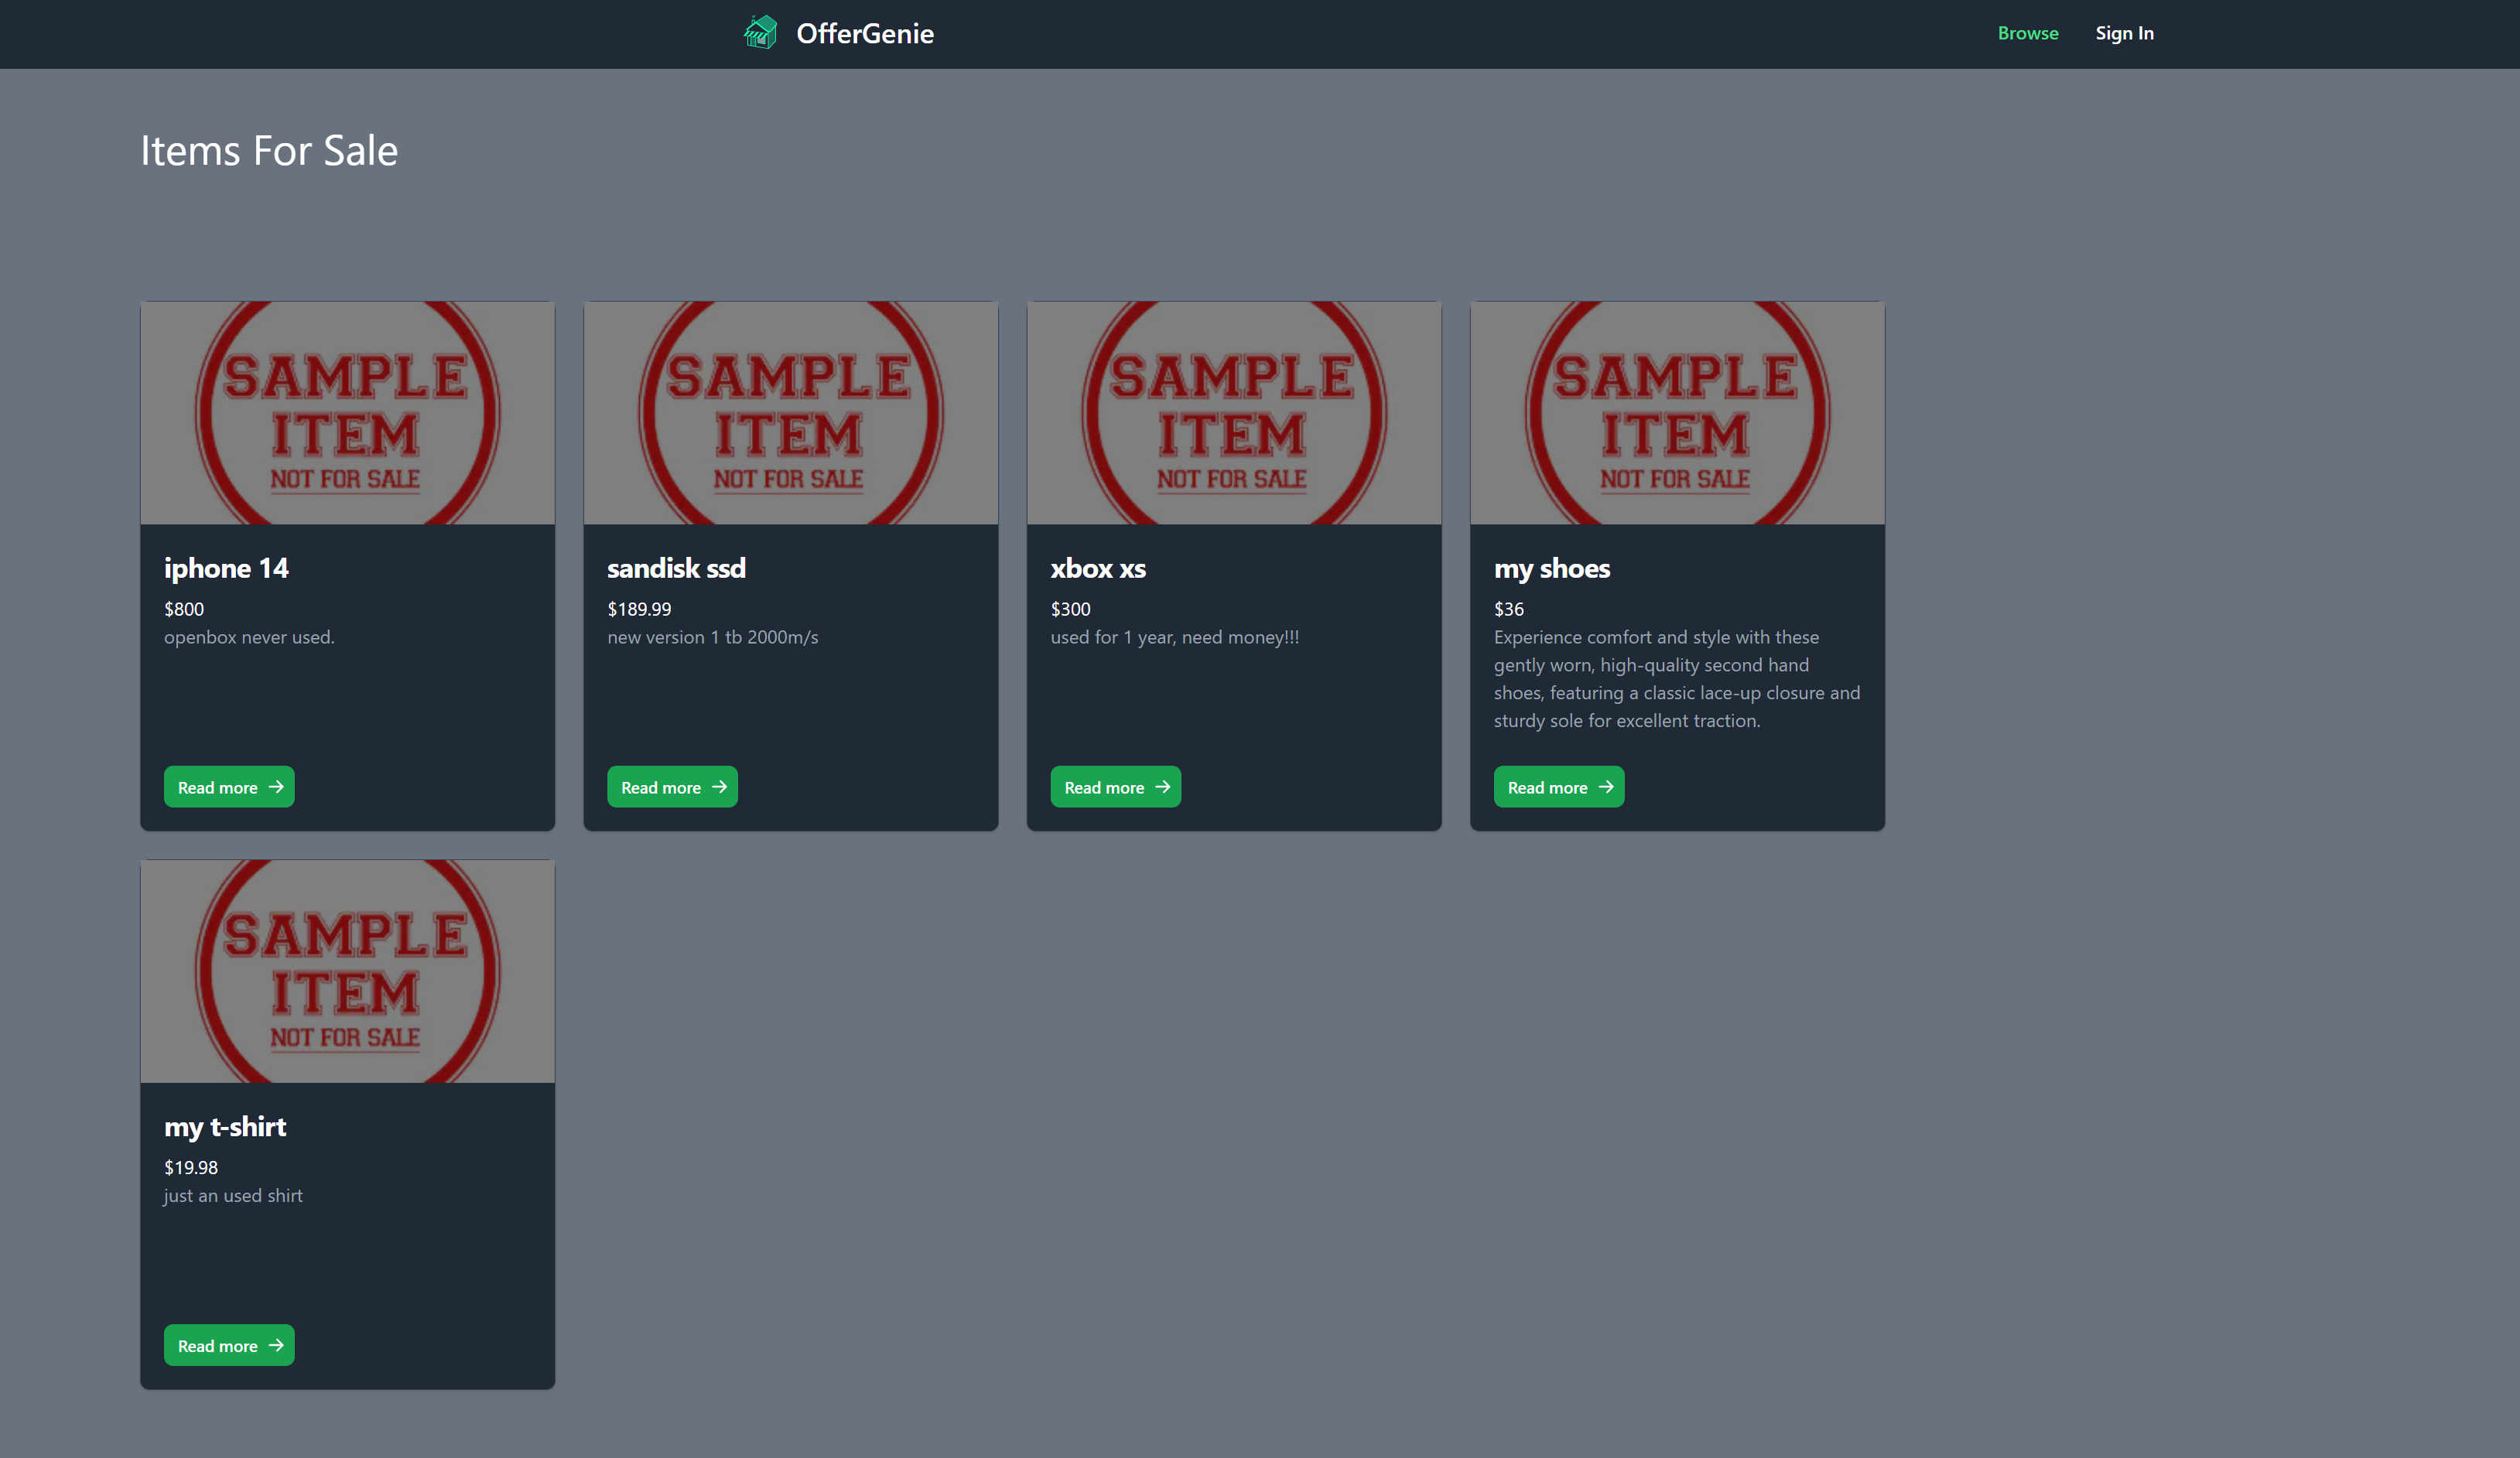 OfferGenie
Browse
Sign In
Items For Sale
SAMPLE
ITEM
NOT FOR SALE
iphone 14
$800
openbox never used.
Read more
SAMPLE
ITEM
NOT FOR SALE
sandisk ssd
$189.99
new version 1 tb 2000m/s
Read more
SAMPLE
ITEM
NOT FOR SALE
xbox xs
$300
used for 1 year, need money!!!
Read more
SAMPLE
ITEM
NOT FOR SALE
my shoes
$36
Experience comfort and style with these
gently worn, high-quality second hand
shoes, featuring a classic lace-up closure and
sturdy sole for excellent traction.
Read more
SAMPLE
ITEM
NOT FOR SALE
my t-shirt
$19.98
just an used shirt
Read more